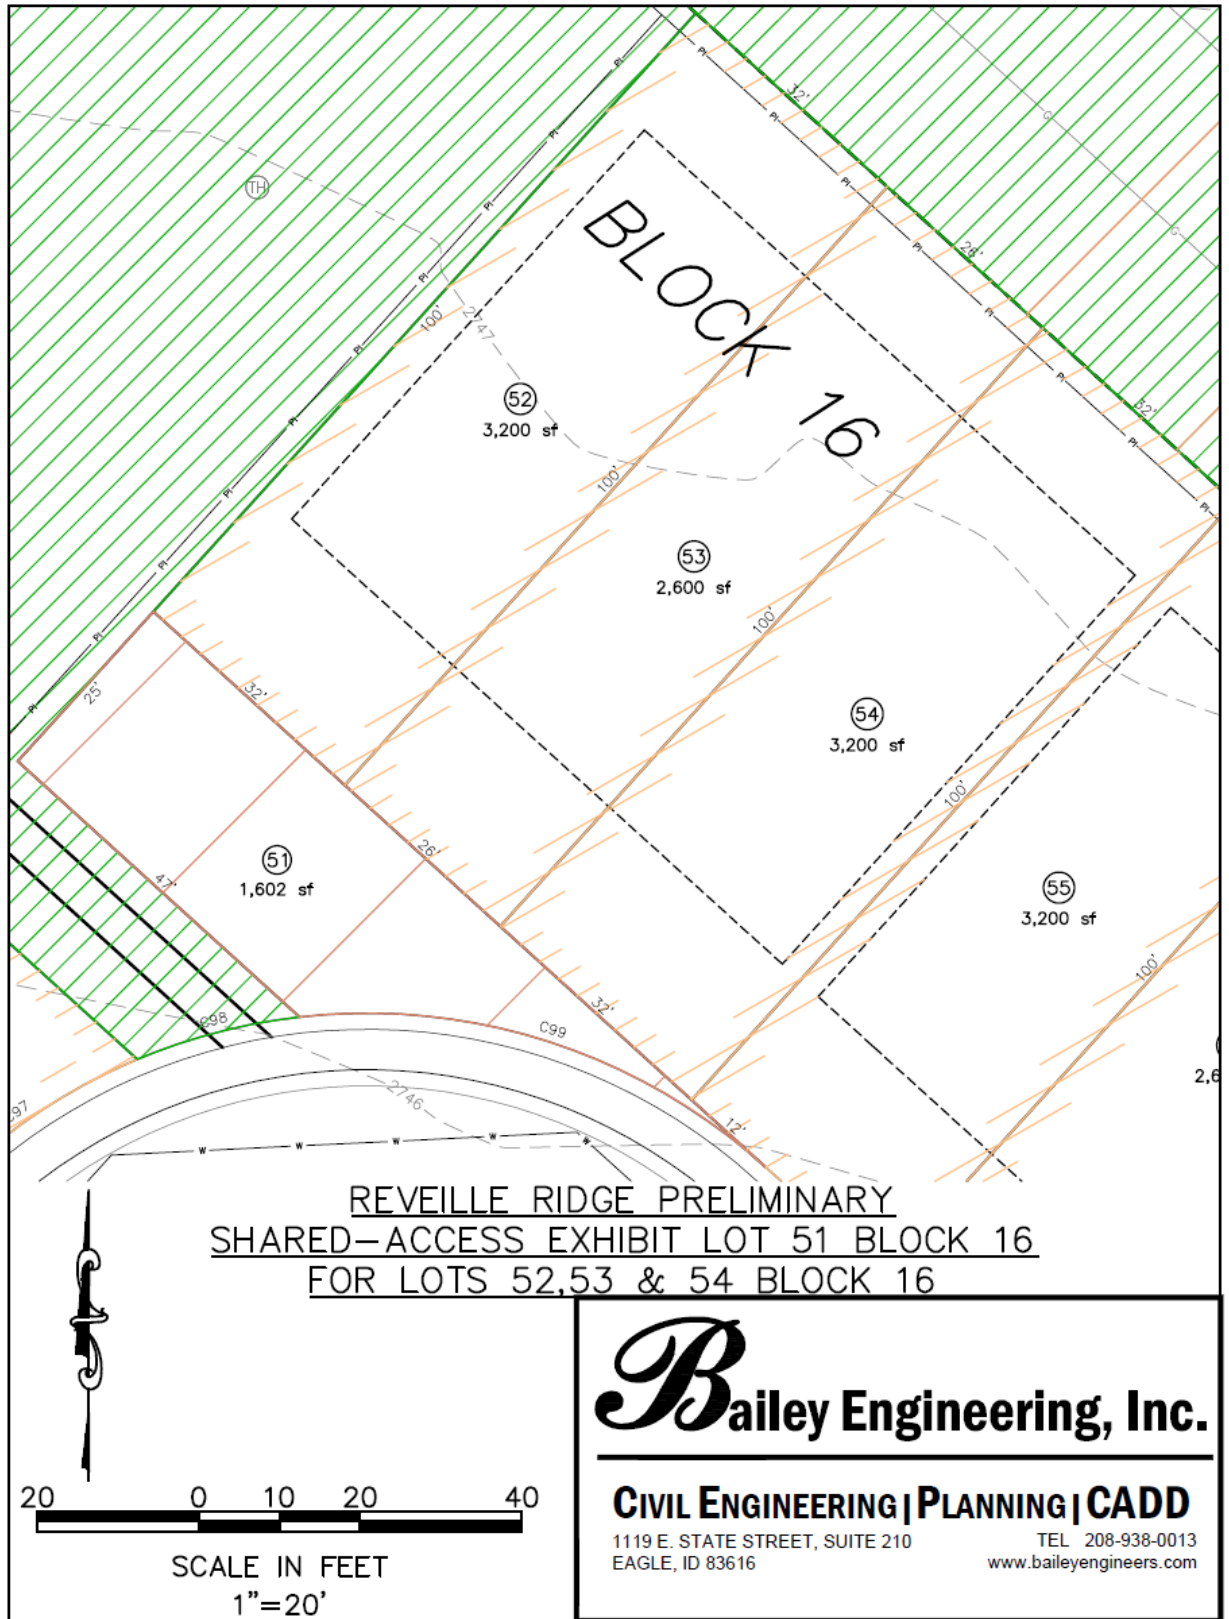 32'
TH
G
26'
BLOCK 16
2747
100'
52
3,200 sf
32'
100'
53
2,600 sf
100'
25'
32'
54
3,200 sf
100'
26'
51
1,602 sf
47'
55
3,200 sf
100'
32'
C98
C99
2746
12'
W W W W W
REVEILLE RIDGE PRELIMINARY
SHARED-ACCESS EXHIBIT LOT 51 BLOCK 16
FOR LOTS 52,53 & 54 BLOCK 16
20 0 10 20 40
SCALE IN FEET
1"=20'
Bailey Engineering, Inc.
CIVIL ENGINEERING | PLANNING | CADD
1119 E. STATE STREET, SUITE 210
EAGLE, ID 83616
TEL 208-938-0013
www.baileyengineers.com